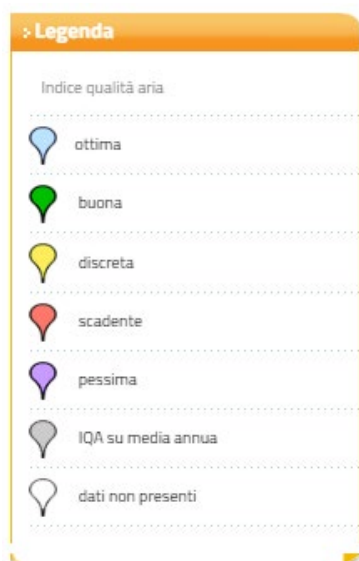 Legenda
Indice qualità aria
ottima
buona
discreta
scadente
pessima
IQA su media annua
dati non presenti